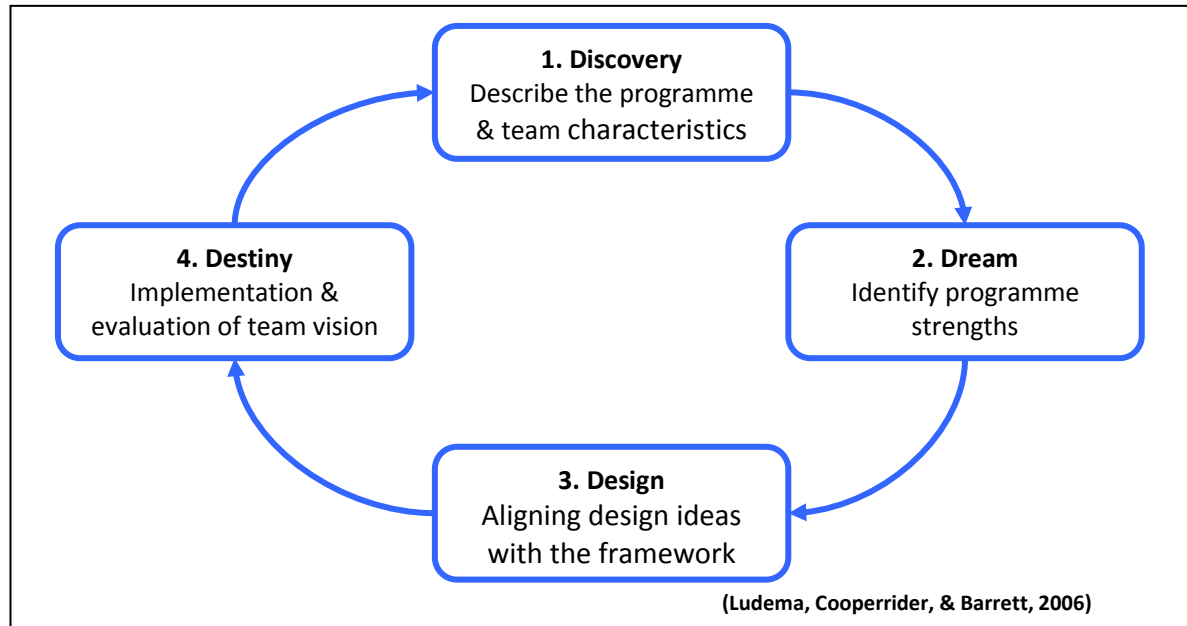 1. Discovery
Describe the programme
& team characteristics
2. Dream
Identify programme
strengths
3. Design
Aligning design ideas
with the framework
4. Destiny
Implementation &
evaluation of team vision
(Ludema, Cooperrider, & Barrett, 2006)